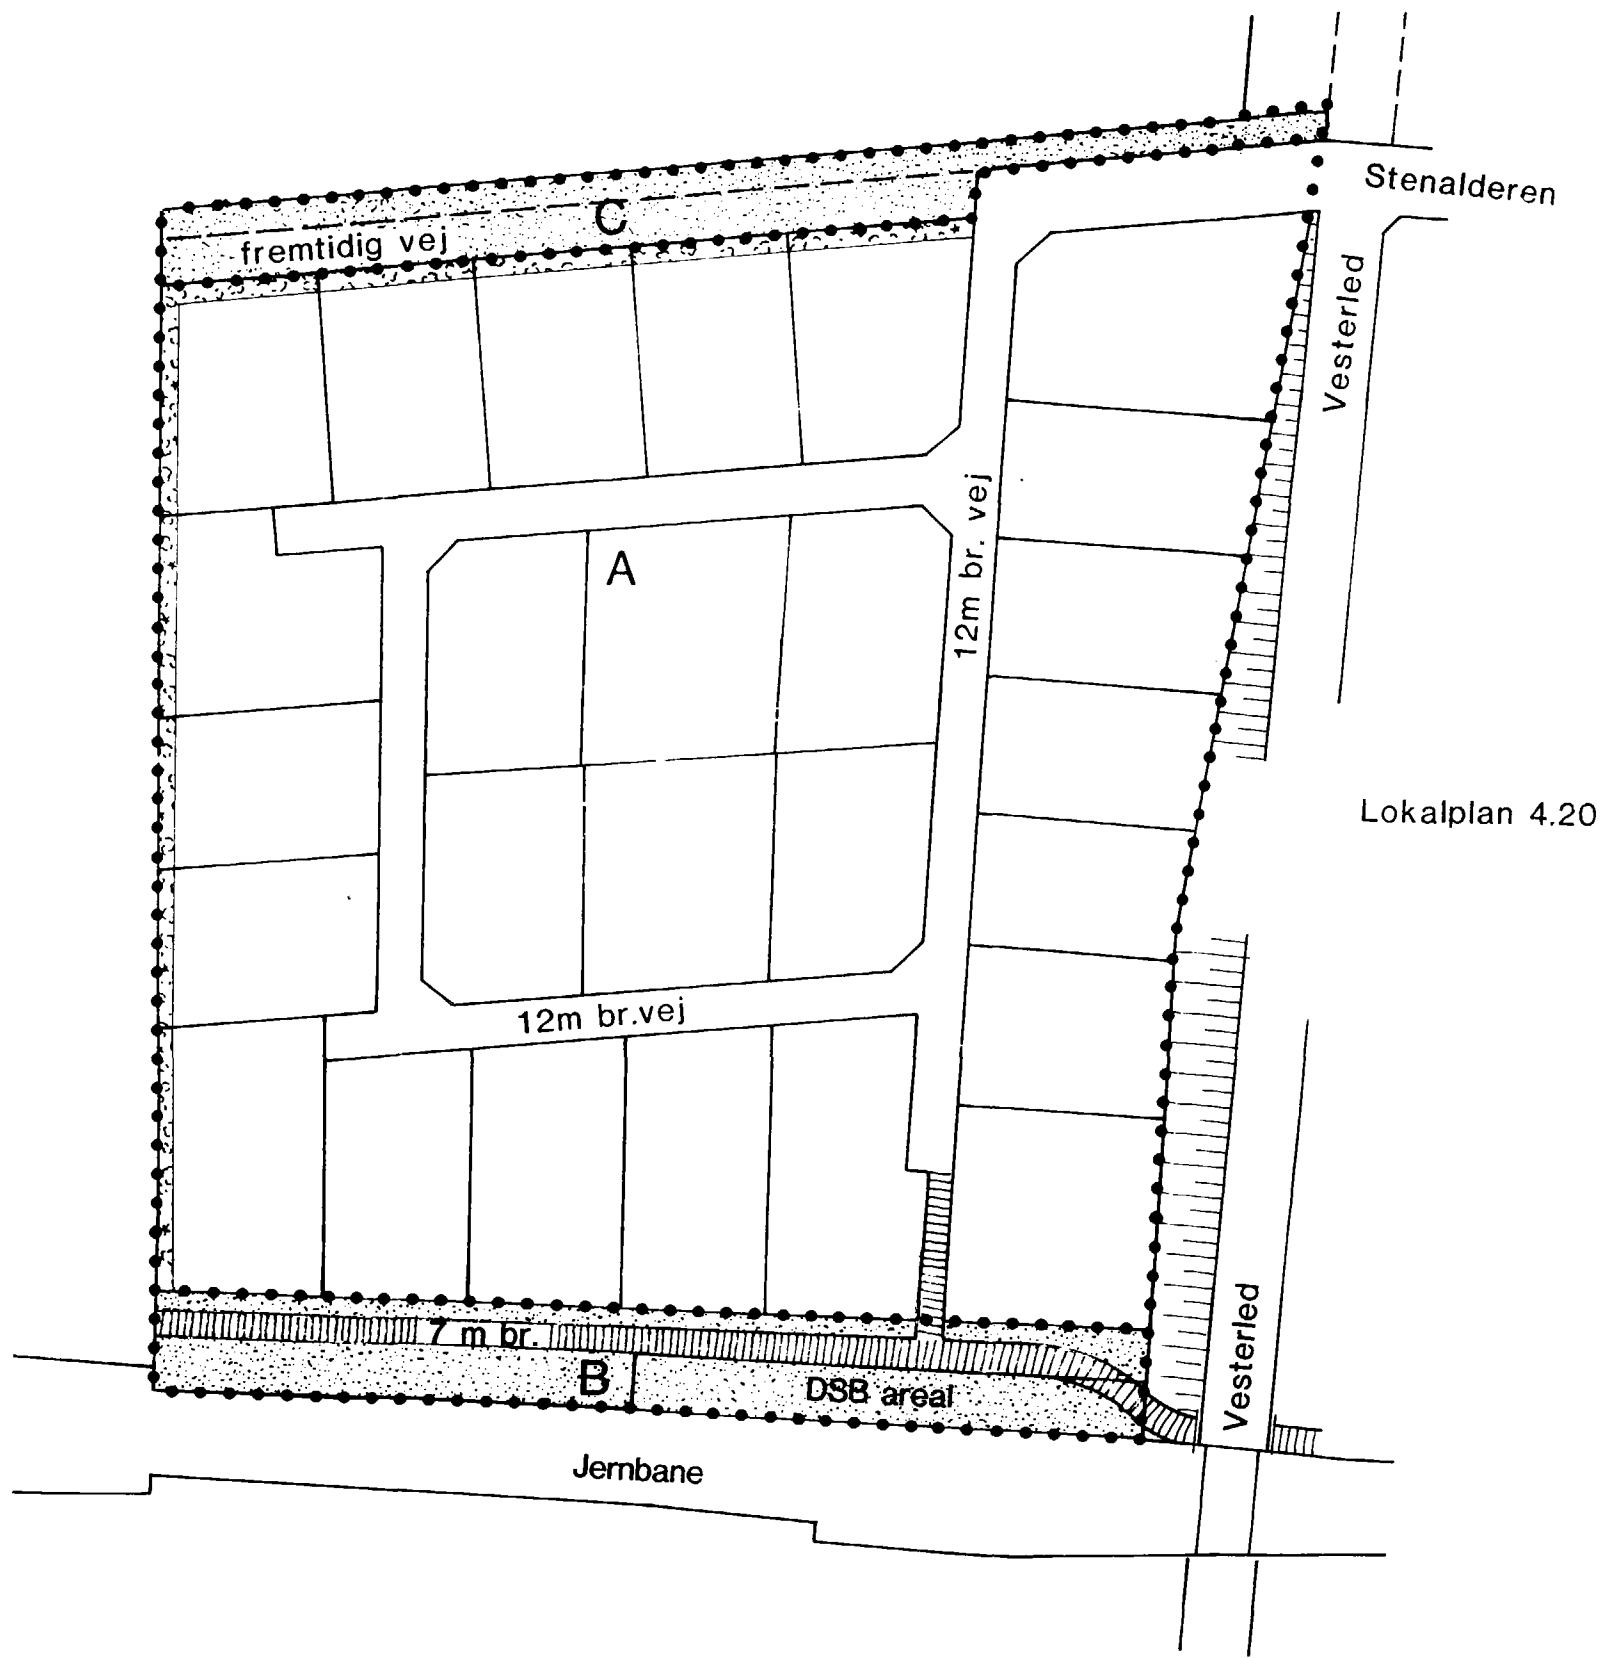 Stenalderen
C
fremtidig vej
Vesterled
A
12m br. vej
Lokalplan 4.20
12m br.vej
7 m br.
B
DSB areal
Vesterled
Jernbane